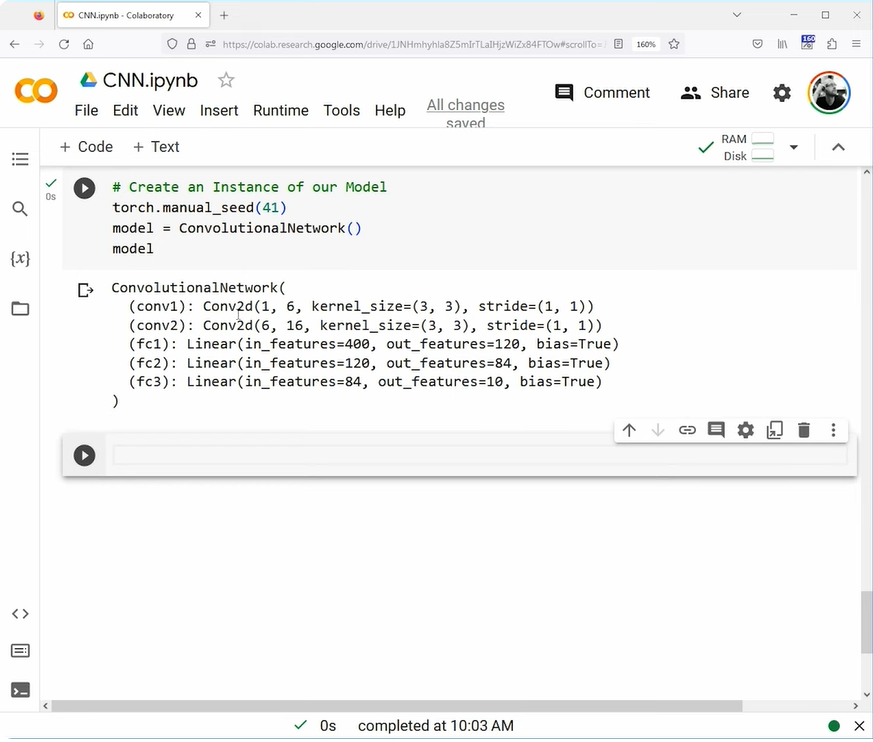 CNN.ipynb - Colaboratory
https://colab.research.google.com/drive/1JNHmhyhla8Z5mIrTLaIHjzWiZx84FTOw#scrollTo=
160%
160
CNN.ipynb
Comment
Share
File Edit View Insert Runtime Tools Help All changes saved
+ Code + Text
RAM
Disk
0s
# Create an Instance of our Model
torch.manual_seed(41)
model = ConvolutionalNetwork()
model
ConvolutionalNetwork(
(conv1): Conv2d(1, 6, kernel_size=(3, 3), stride=(1, 1))
(conv2): Conv2d(6, 16, kernel_size=(3, 3), stride=(1, 1))
(fc1): Linear(in_features=400, out_features=120, bias=True)
(fc2): Linear(in_features=120, out_features=84, bias=True)
(fc3): Linear(in_features=84, out_features=10, bias=True)
)
{x}
0s completed at 10:03 AM